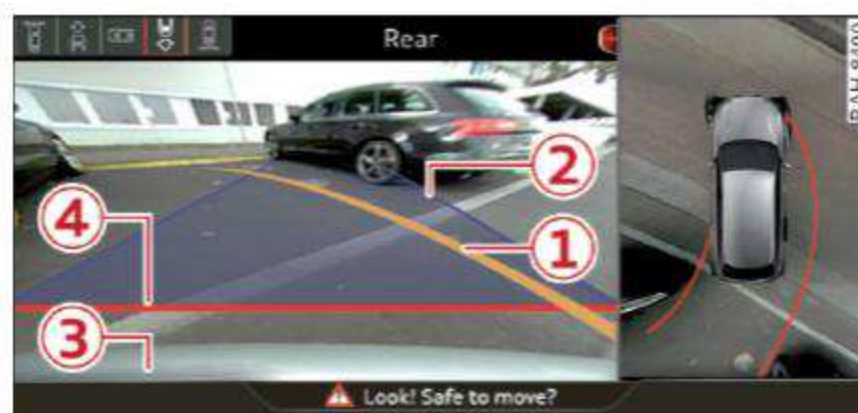 Rear
②
④
①
③
Look! Safe to move?